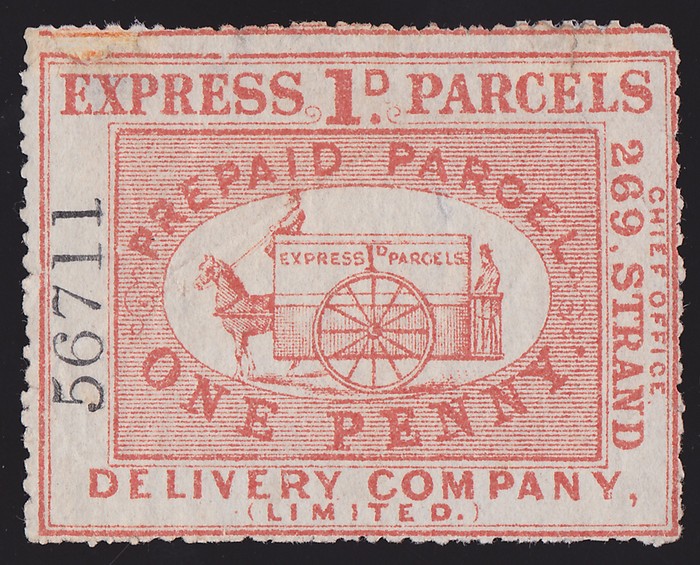 EXPRESS 1D. PARCELS
PREPAID PARCEL
EXPRESS 1D PARCELS
ONE PENNY.
DELIVERY COMPANY,
(LIMITED.)
56711
CHIEF OFFICE
269, STRAND